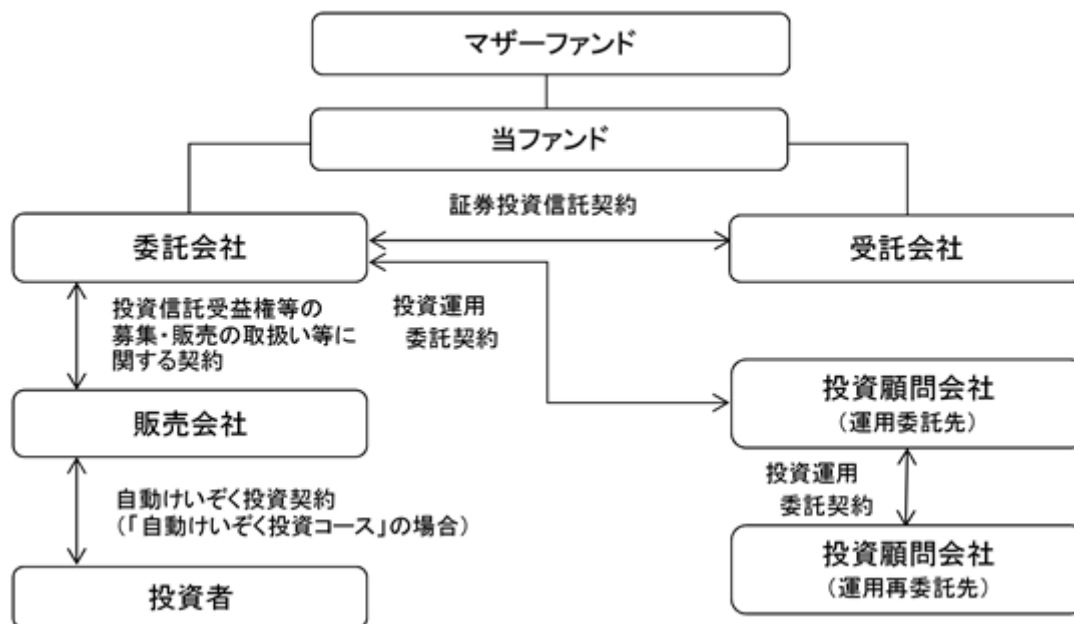 マザーファンド
当ファンド
証券投資信託契約
委託会社
受託会社
投資信託受益権等の
募集・販売の取扱い等に
関する契約
投資運用
委託契約
販売会社
投資顧問会社
（運用委託先）
自動けいぞく投資契約
（「自動けいぞく投資コース」の場合）
投資運用
委託契約
投資者
投資顧問会社
（運用再委託先）